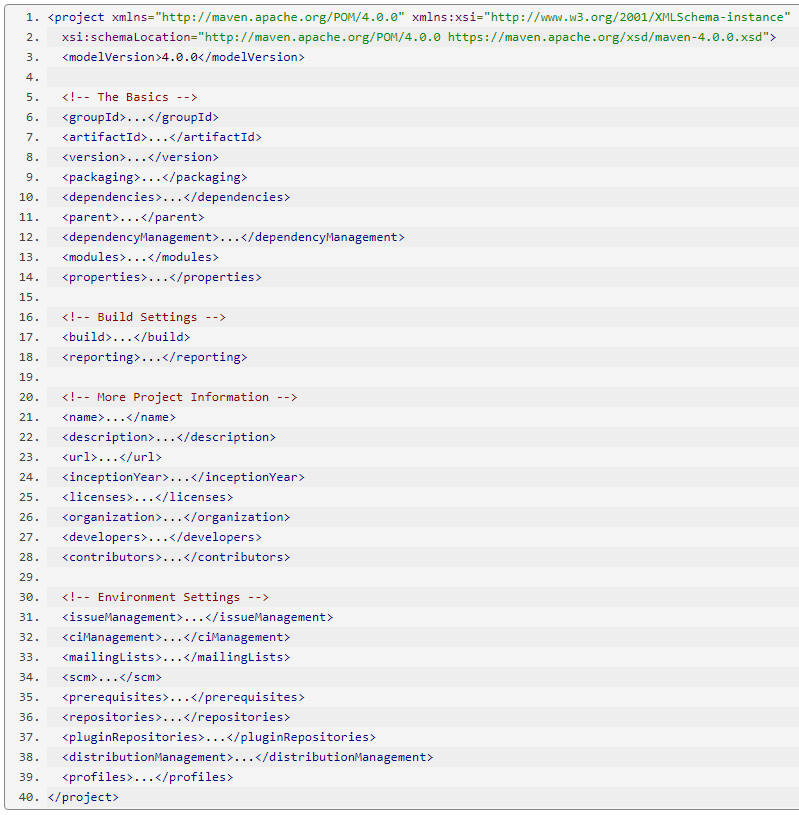 1. <project xmlns="http://maven.apache.org/POM/4.0.0" xmlns:xsi="http://www.w3.org/2001/XMLSchema-instance"
2.   xsi:schemaLocation="http://maven.apache.org/POM/4.0.0 https://maven.apache.org/xsd/maven-4.0.0.xsd">
3.   <modelVersion>4.0.0</modelVersion>
4.
5.   <!-- The Basics -->
6.   <groupId>...</groupId>
7.   <artifactId>...</artifactId>
8.   <version>...</version>
9.   <packaging>...</packaging>
10.   <dependencies>...</dependencies>
11.   <parent>...</parent>
12.   <dependencyManagement>...</dependencyManagement>
13.   <modules>...</modules>
14.   <properties>...</properties>
15.
16.   <!-- Build Settings -->
17.   <build>...</build>
18.   <reporting>...</reporting>
19.
20.   <!-- More Project Information -->
21.   <name>...</name>
22.   <description>...</description>
23.   <url>...</url>
24.   <inceptionYear>...</inceptionYear>
25.   <licenses>...</licenses>
26.   <organization>...</organization>
27.   <developers>...</developers>
28.   <contributors>...</contributors>
29.
30.   <!-- Environment Settings -->
31.   <issueManagement>...</issueManagement>
32.   <ciManagement>...</ciManagement>
33.   <mailingLists>...</mailingLists>
34.   <scm>...</scm>
35.   <prerequisites>...</prerequisites>
36.   <repositories>...</repositories>
37.   <pluginRepositories>...</pluginRepositories>
38.   <distributionManagement>...</distributionManagement>
39.   <profiles>...</profiles>
40. </project>